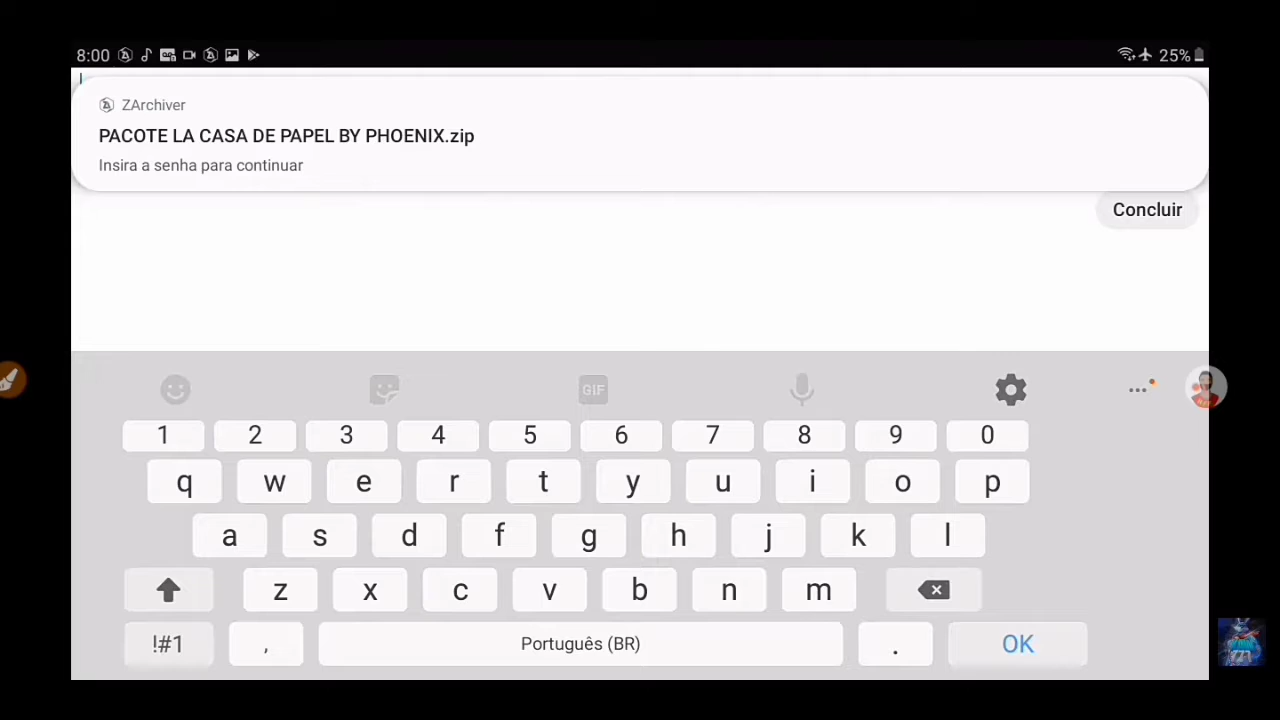 8:00 25%
ZArchiver
PACOTE LA CASA DE PAPEL BY PHOENIX.zip
Insira a senha para continuar
Concluir
GIF
1 2 3 4 5 6 7 8 9 0
q w e r t y u i o p
a s d f g h j k l
z x c v b n m
!#1 , Português (BR) . OK